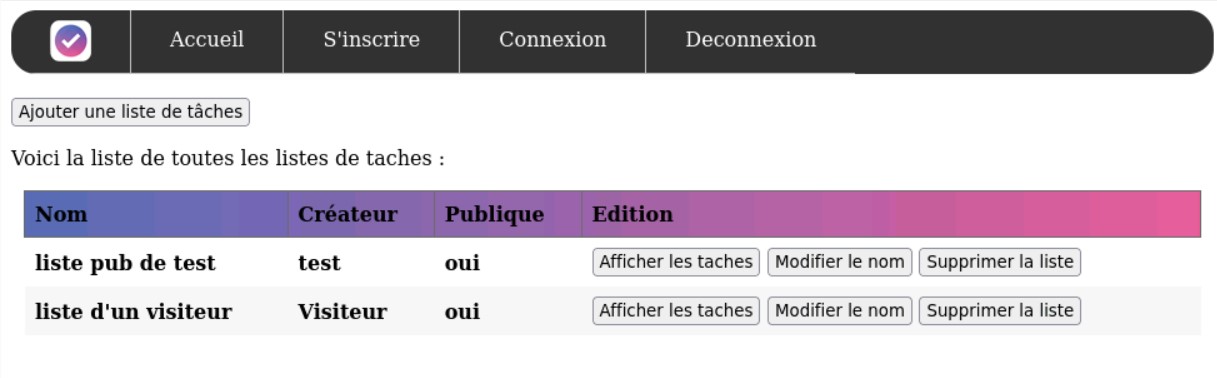 Accueil S'inscrire Connexion Deconnexion
Ajouter une liste de tâches
Voici la liste de toutes les listes de taches :
Nom Créateur Publique Edition
liste pub de test test oui Afficher les taches Modifier le nom Supprimer la liste
liste d'un visiteur Visiteur oui Afficher les taches Modifier le nom Supprimer la liste